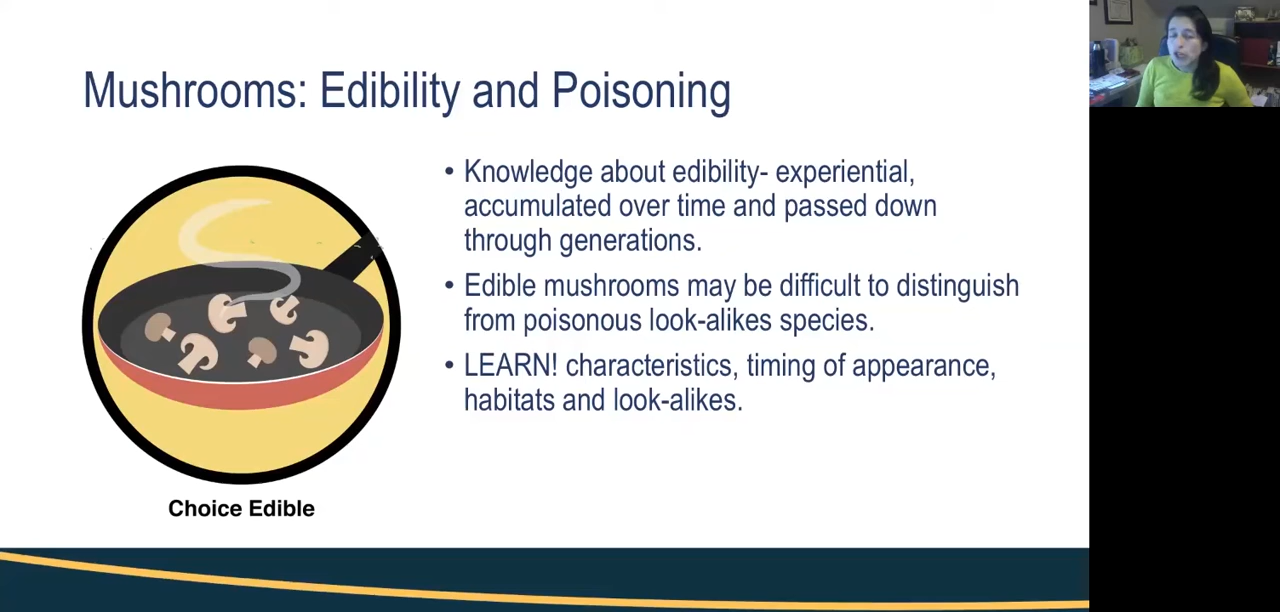 Mushrooms: Edibility and Poisoning
• Knowledge about edibility- experiential,
accumulated over time and passed down
through generations.
• Edible mushrooms may be difficult to distinguish
from poisonous look-alikes species.
• LEARN! characteristics, timing of appearance,
habitats and look-alikes.
Choice Edible